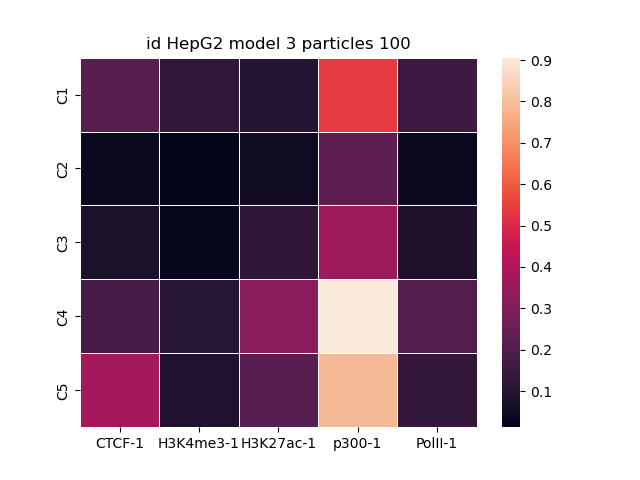 id HepG2 model 3 particles 100
C1
C2
C3
C4
C5
CTCF-1 H3K4me3-1 H3K27ac-1 p300-1 PolII-1
0.9
0.8
0.7
0.6
0.5
0.4
0.3
0.2
0.1